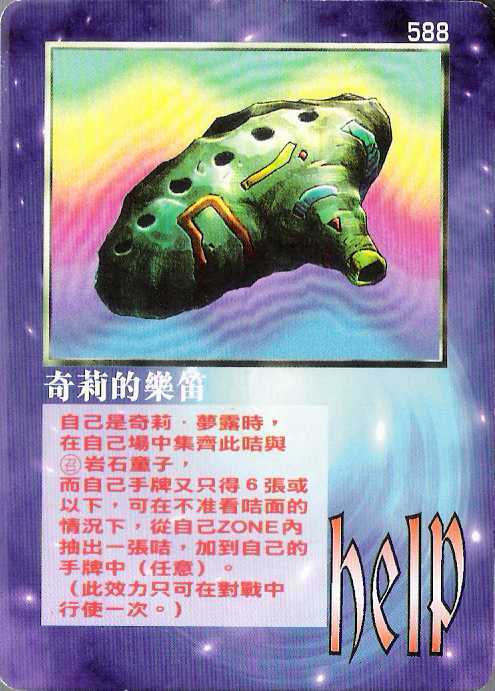 588
奇莉的樂笛
自己是奇莉．夢露時，
在自己場中集齊此咭與
㊁岩石童子，
而自己手牌又只得6張或
以下，可在不准看咭面的
情況下，從自己ZONE內
抽出一張咭，加到自己的
手牌中（任意）。
（此效力只可在對戰中
行使一次。）
help